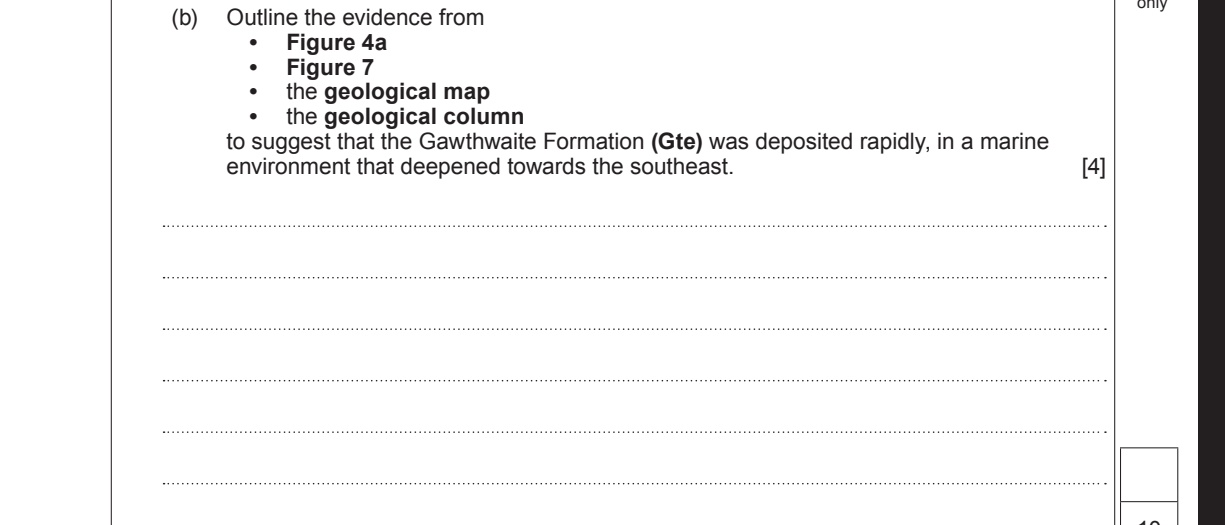 only
(b) Outline the evidence from
• Figure 4a
• Figure 7
• the geological map
• the geological column
to suggest that the Gawthwaite Formation (Gte) was deposited rapidly, in a marine
environment that deepened towards the southeast. [4]